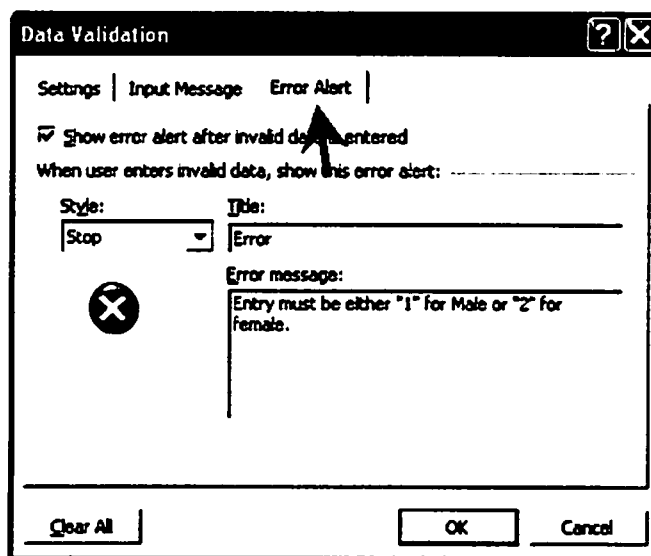 Data Validation
Settings Input Message Error Alert
Show error alert after invalid data entered
When user enters invalid data, show this error alert:
Style: Title:
Stop Error
Error message:
Entry must be either "1" for Male or "2" for
female.
Clear All OK Cancel